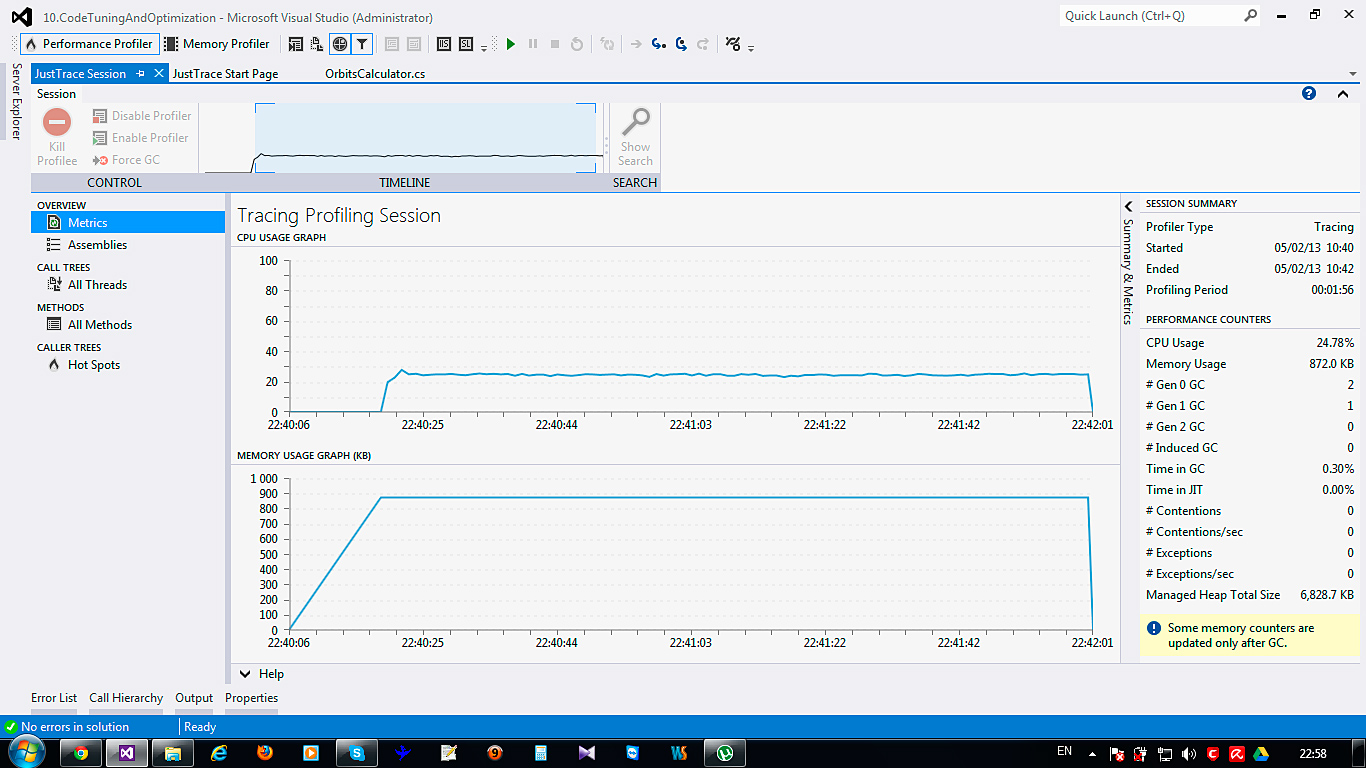 10.CodeTuningAndOptimization - Microsoft Visual Studio (Administrator)
Quick Launch (Ctrl+Q)
Performance Profiler
Memory Profiler
Server Explorer
JustTrace Session
JustTrace Start Page
OrbitsCalculator.cs
Session
Kill
Profilee
Disable Profiler
Enable Profiler
Force GC
Show
Search
CONTROL
TIMELINE
SEARCH
OVERVIEW
Metrics
Assemblies
CALL TREES
All Threads
METHODS
All Methods
CALLER TREES
Hot Spots
Tracing Profiling Session
CPU USAGE GRAPH
100
80
60
40
20
0
22:40:06 22:40:25 22:40:44 22:41:03 22:41:22 22:41:42 22:42:01
MEMORY USAGE GRAPH (KB)
1 000
900
800
700
600
500
400
300
200
100
0
22:40:06 22:40:25 22:40:44 22:41:03 22:41:22 22:41:42 22:42:01
Help
Summary & Metrics
SESSION SUMMARY
Profiler Type Tracing
Started 05/02/13 10:40
Ended 05/02/13 10:42
Profiling Period 00:01:56
PERFORMANCE COUNTERS
CPU Usage 24.78%
Memory Usage 872.0 KB
# Gen 0 GC 2
# Gen 1 GC 1
# Gen 2 GC 0
# Induced GC 0
Time in GC 0.30%
Time in JIT 0.00%
# Contentions 0
# Contentions/sec 0
# Exceptions 0
# Exceptions/sec 0
Managed Heap Total Size 6,828.7 KB
Some memory counters are
updated only after GC.
Error List Call Hierarchy Output Properties
No errors in solution
Ready
EN
22:58